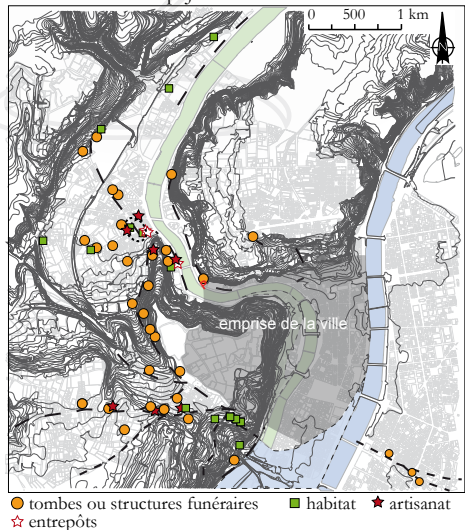 0 500 1 km
N
emprise de la ville
tombes ou structures funéraires habitat artisanat
entrepôts